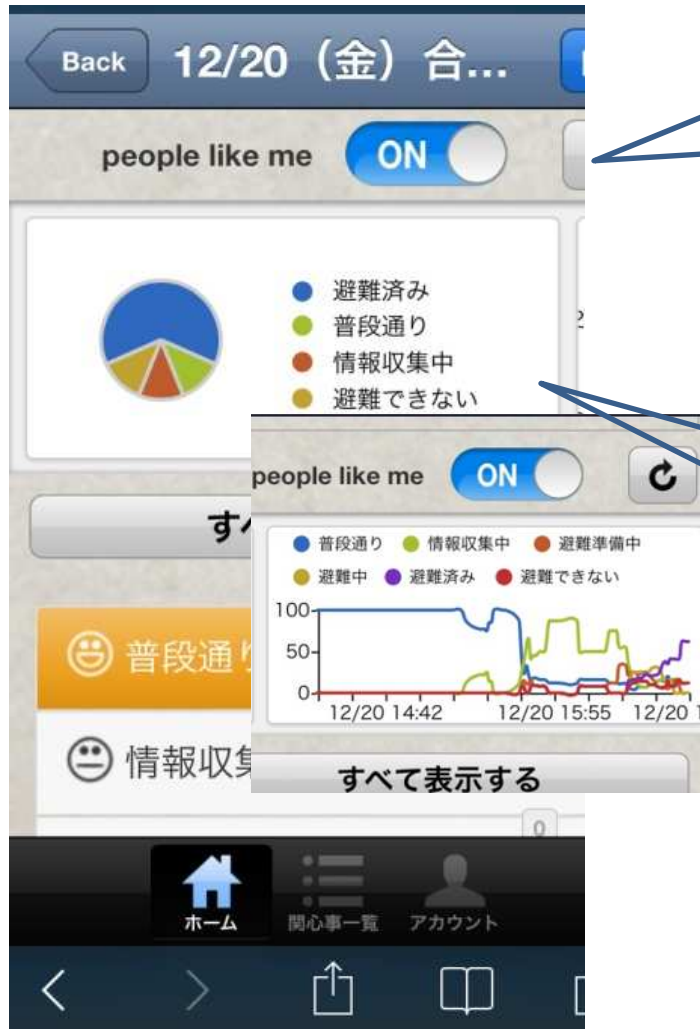 Back
12/20（金）合...
people like me
ON
避難済み
普段通り
情報収集中
避難できない
people like me
ON
普段通り
情報収集中
避難準備中
避難中
避難済み
避難できない
100
50
0
12/20 14:42
12/20 15:55
12/20
すべて表示する
す
普段通り
情報収集
0
ホーム
関心事一覧
アカウント